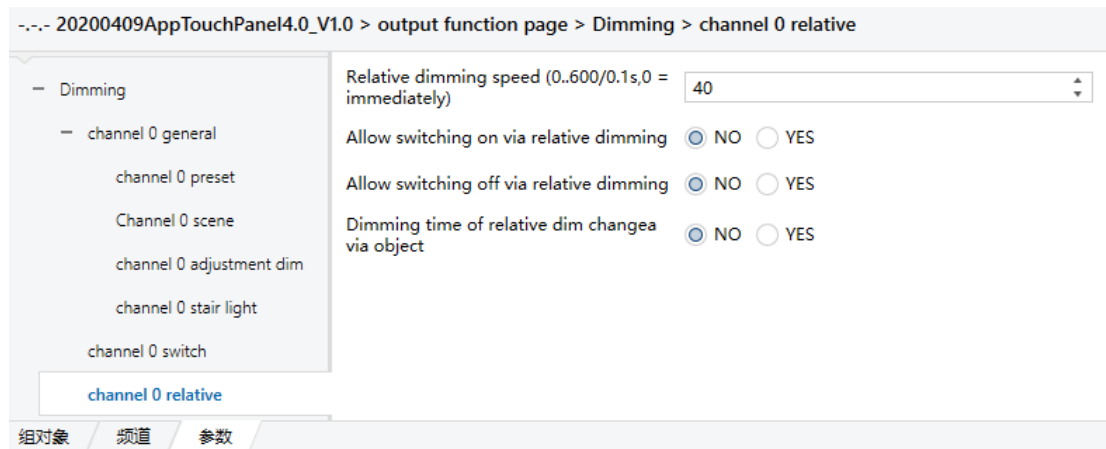 -.-.- 20200409AppTouchPanel4.0_V1.0 > output function page > Dimming > channel 0 relative
Dimming
channel 0 general
channel 0 preset
Channel 0 scene
channel 0 adjustment dim
channel 0 stair light
channel 0 switch
channel 0 relative
Relative dimming speed (0..600/0.1s,0 =
immediately)
40
Allow switching on via relative dimming NO YES
Allow switching off via relative dimming NO YES
Dimming time of relative dim changea
via object
NO YES
组对象 频道 参数